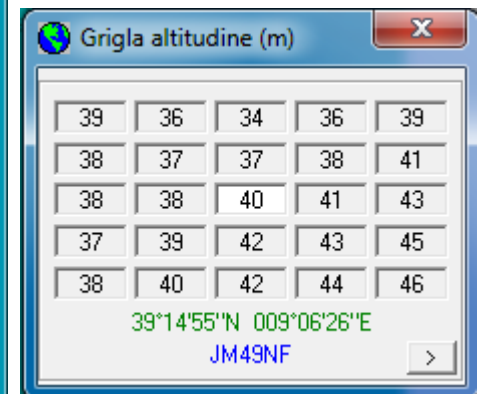 Grigla altitudine (m)
x
39 36 34 36 39
38 37 37 38 41
38 38 40 41 43
37 39 42 43 45
38 40 42 44 46
39°14'55"N 009°06'26"E
JM49NF
>